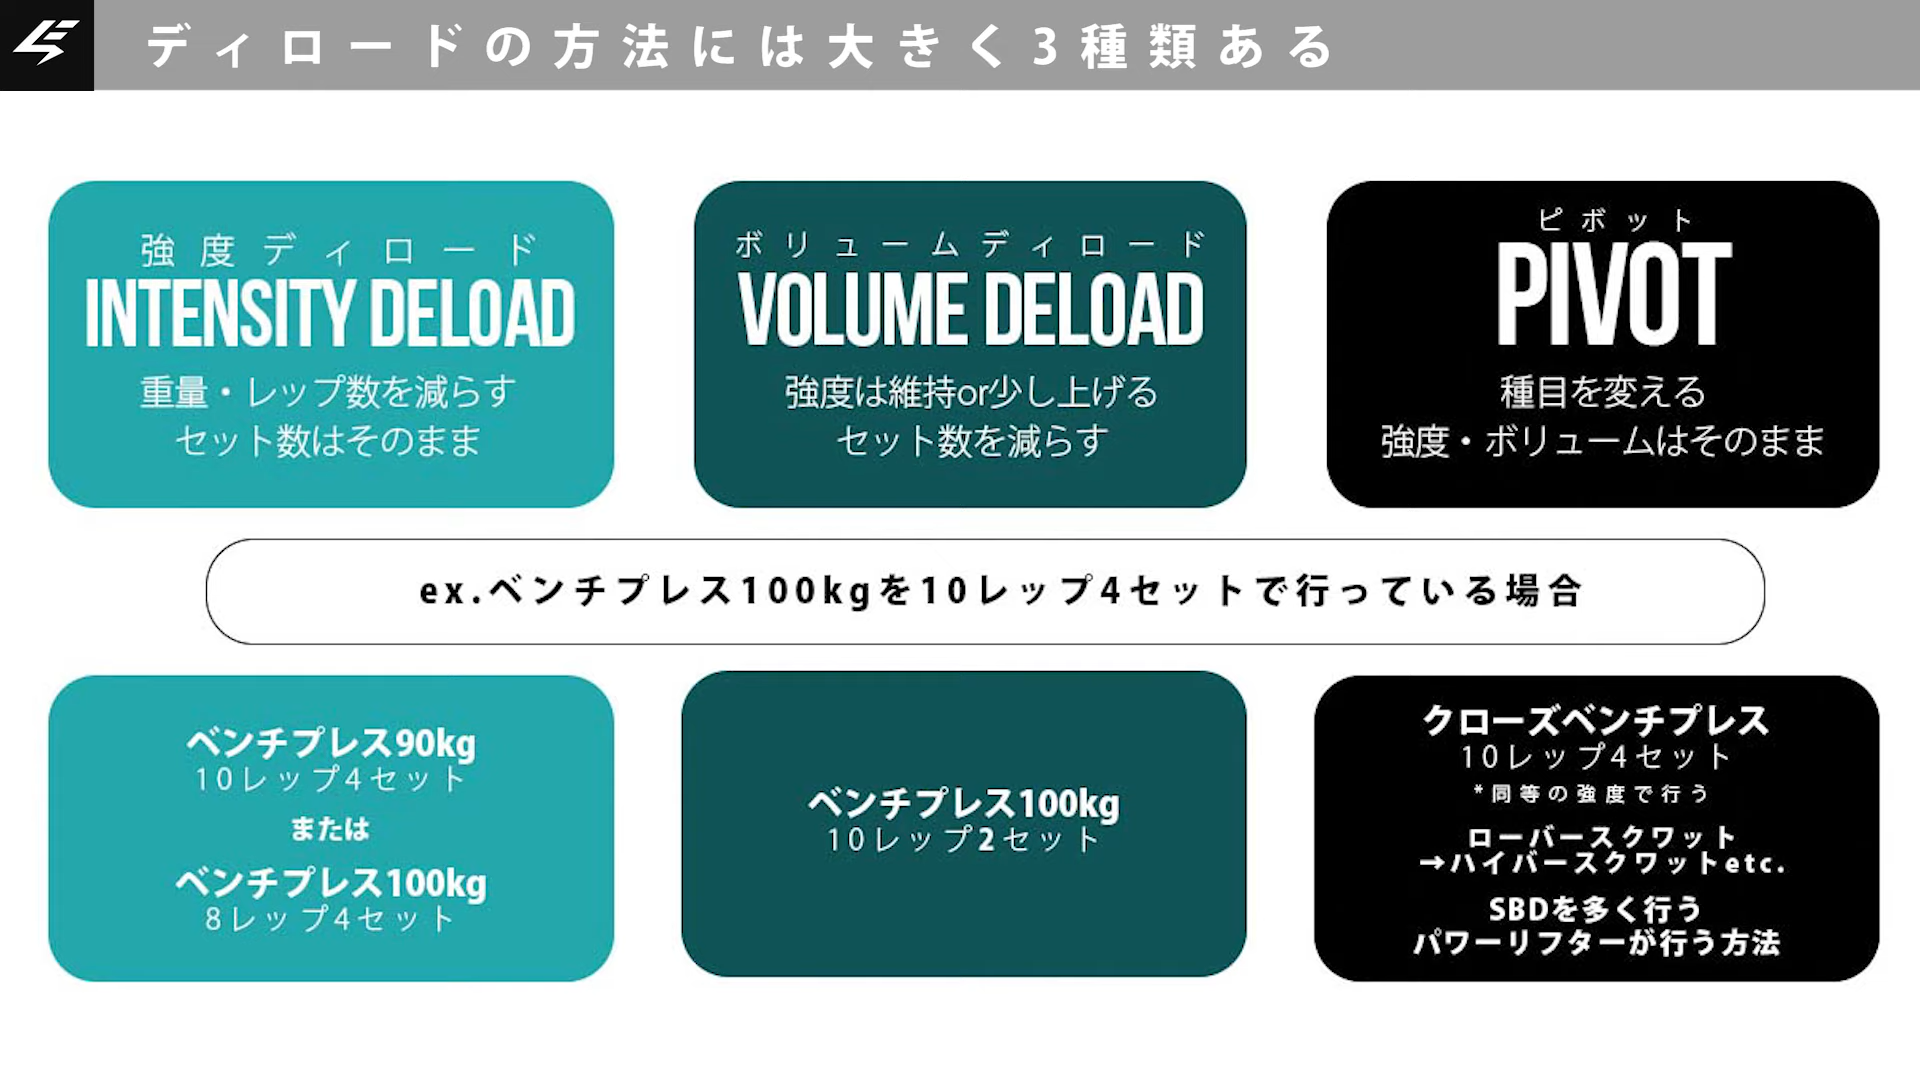 ディロードの方法には大きく3種類ある
強度ディロード
INTENSITY DELOAD
重量・レップ数を減らす
セット数はそのまま
ボリュームディロード
VOLUME DELOAD
強度は維持or少し上げる
セット数を減らす
ピボット
PIVOT
種目を変える
強度・ボリュームはそのまま
ex.ベンチプレス100kgを10レップ4セットで行っている場合
ベンチプレス90kg
10レップ4セット
または
ベンチプレス100kg
8レップ4セット
ベンチプレス100kg
10レップ2セット
クローズベンチプレス
10レップ4セット
*同等の強度で行う
ローバースクワット
→ハイバースクワットetc.
SBDを多く行う
パワーリフターが行う方法